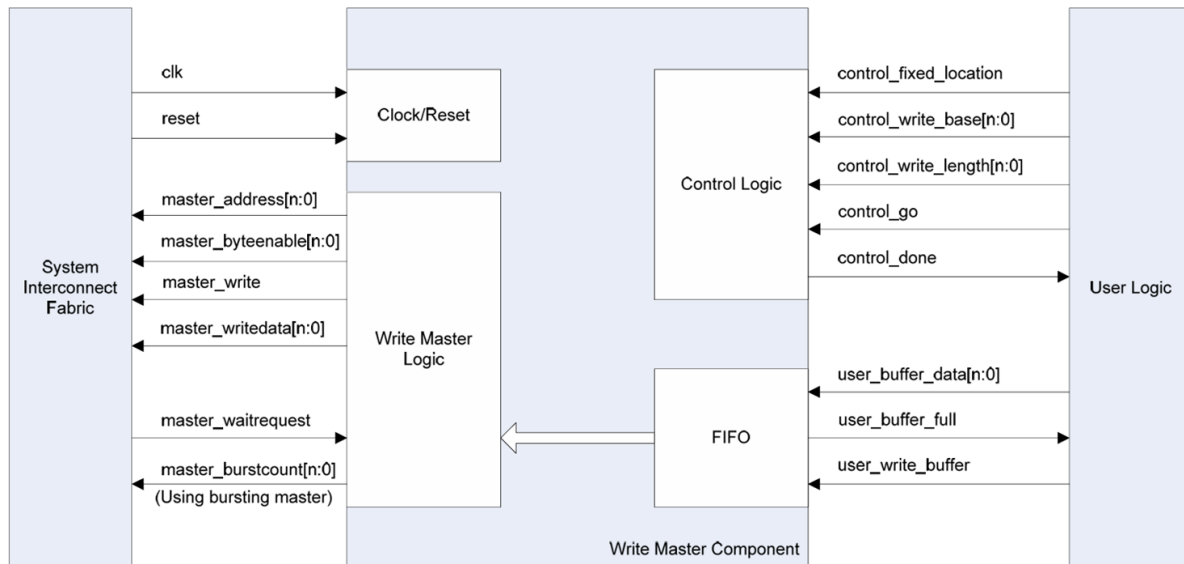 clk
reset
Clock/Reset
master_address[n:0]
master_byteenable[n:0]
master_write
master_writedata[n:0]
master_waitrequest
master_burstcount[n:0]
(Using bursting master)
System
Interconnect
Fabric
Write Master
Logic
Control Logic
FIFO
Write Master Component
control_fixed_location
control_write_base[n:0]
control_write_length[n:0]
control_go
control_done
user_buffer_data[n:0]
user_buffer_full
user_write_buffer
User Logic